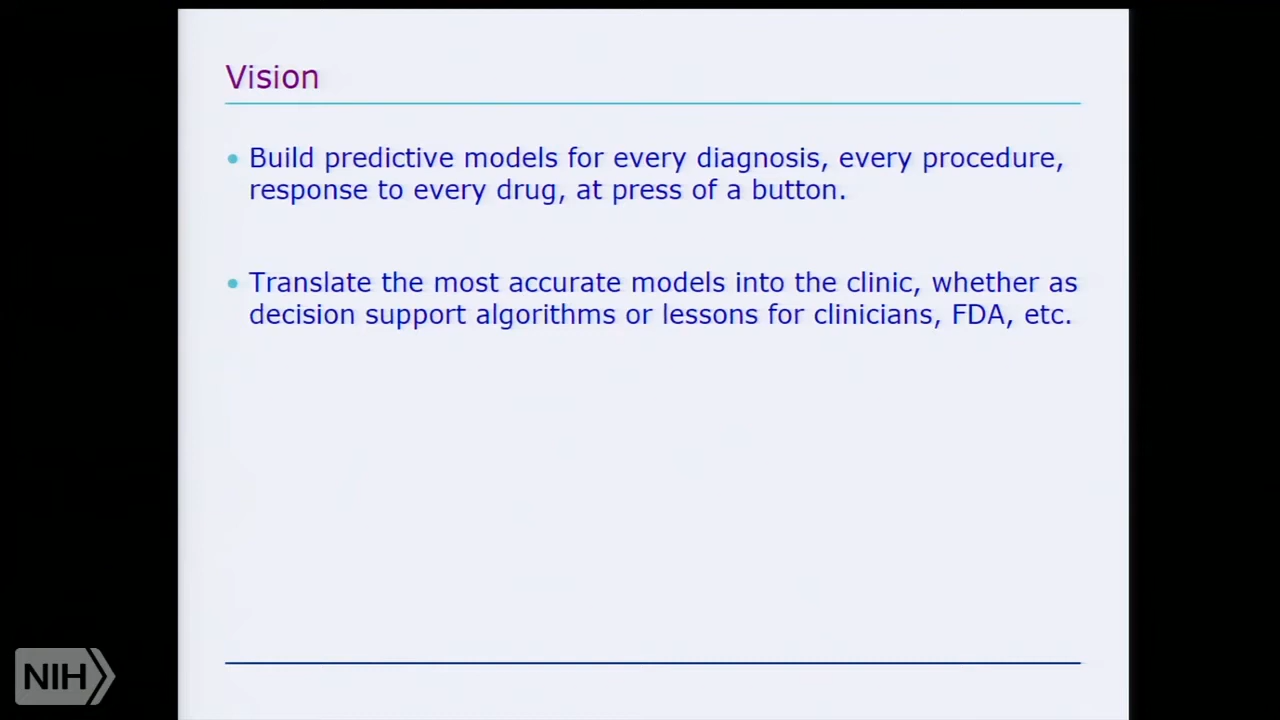 Vision
Build predictive models for every diagnosis, every procedure,
response to every drug, at press of a button.
Translate the most accurate models into the clinic, whether as
decision support algorithms or lessons for clinicians, FDA, etc.
NIH